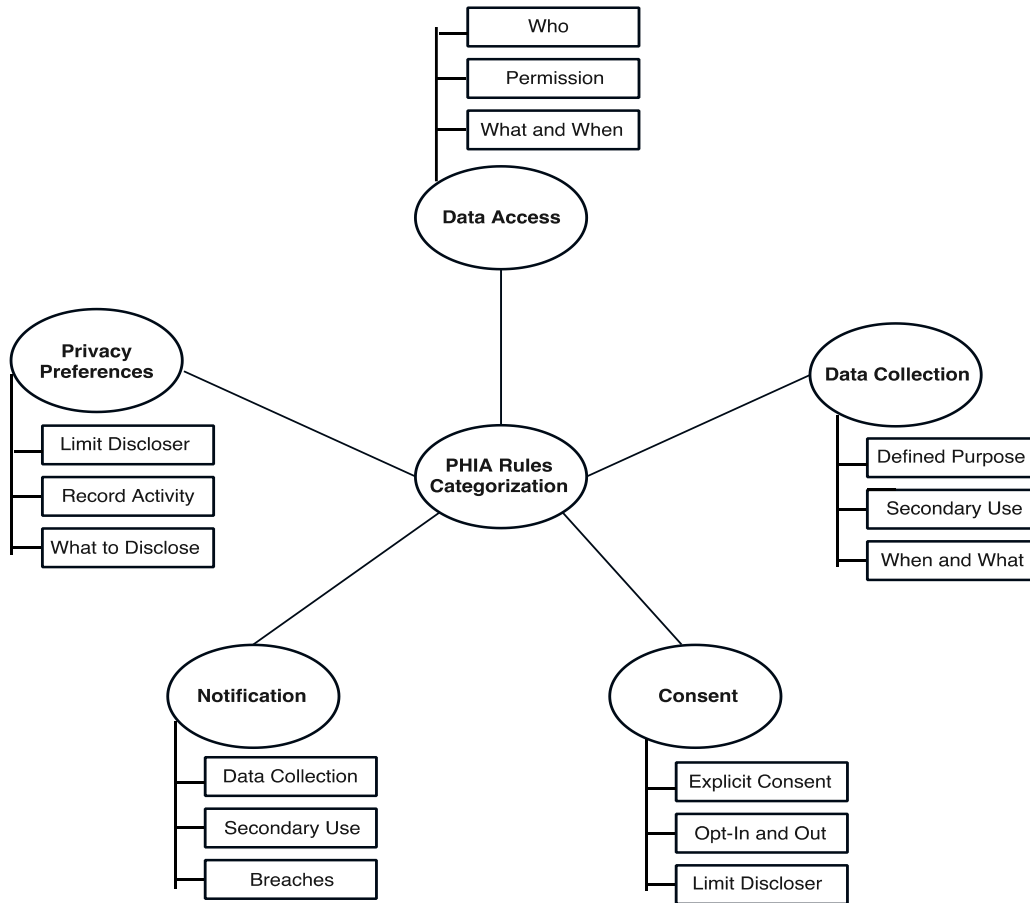 Who
Permission
What and When
Data Access
Privacy
Preferences
Limit Discloser
Record Activity
What to Disclose
Data Collection
Defined Purpose
Secondary Use
When and What
PHIA Rules
Categorization
Notification
Data Collection
Secondary Use
Breaches
Consent
Explicit Consent
Opt-In and Out
Limit Discloser